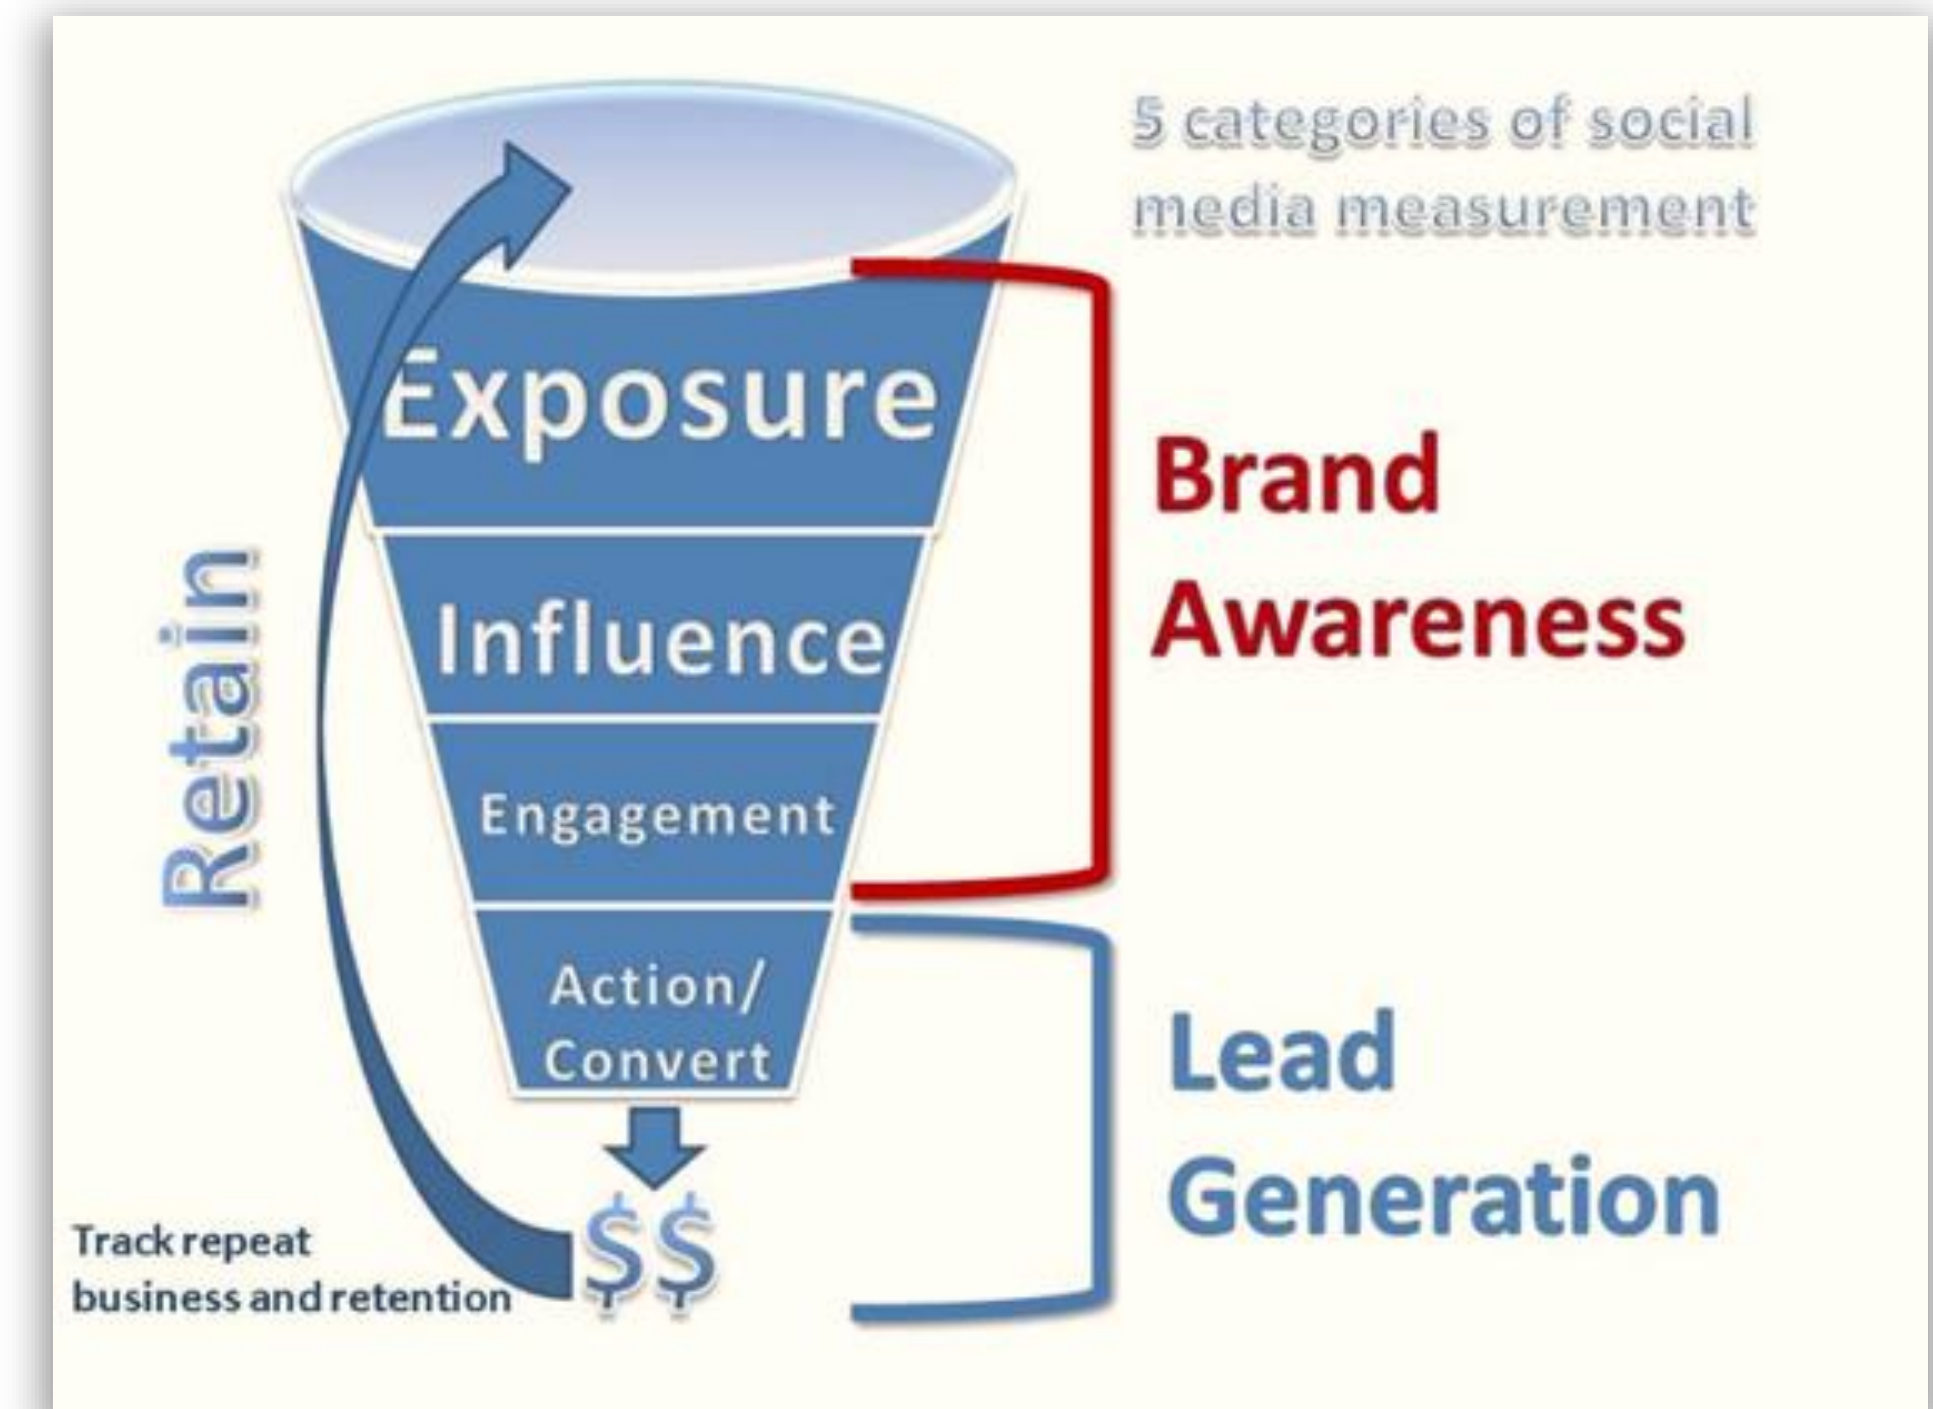 5 categories of social
media measurement
Exposure
Influence
Engagement
Action/
Convert
$$
Brand
Awareness
Lead
Generation
Retain
Track repeat
business and retention